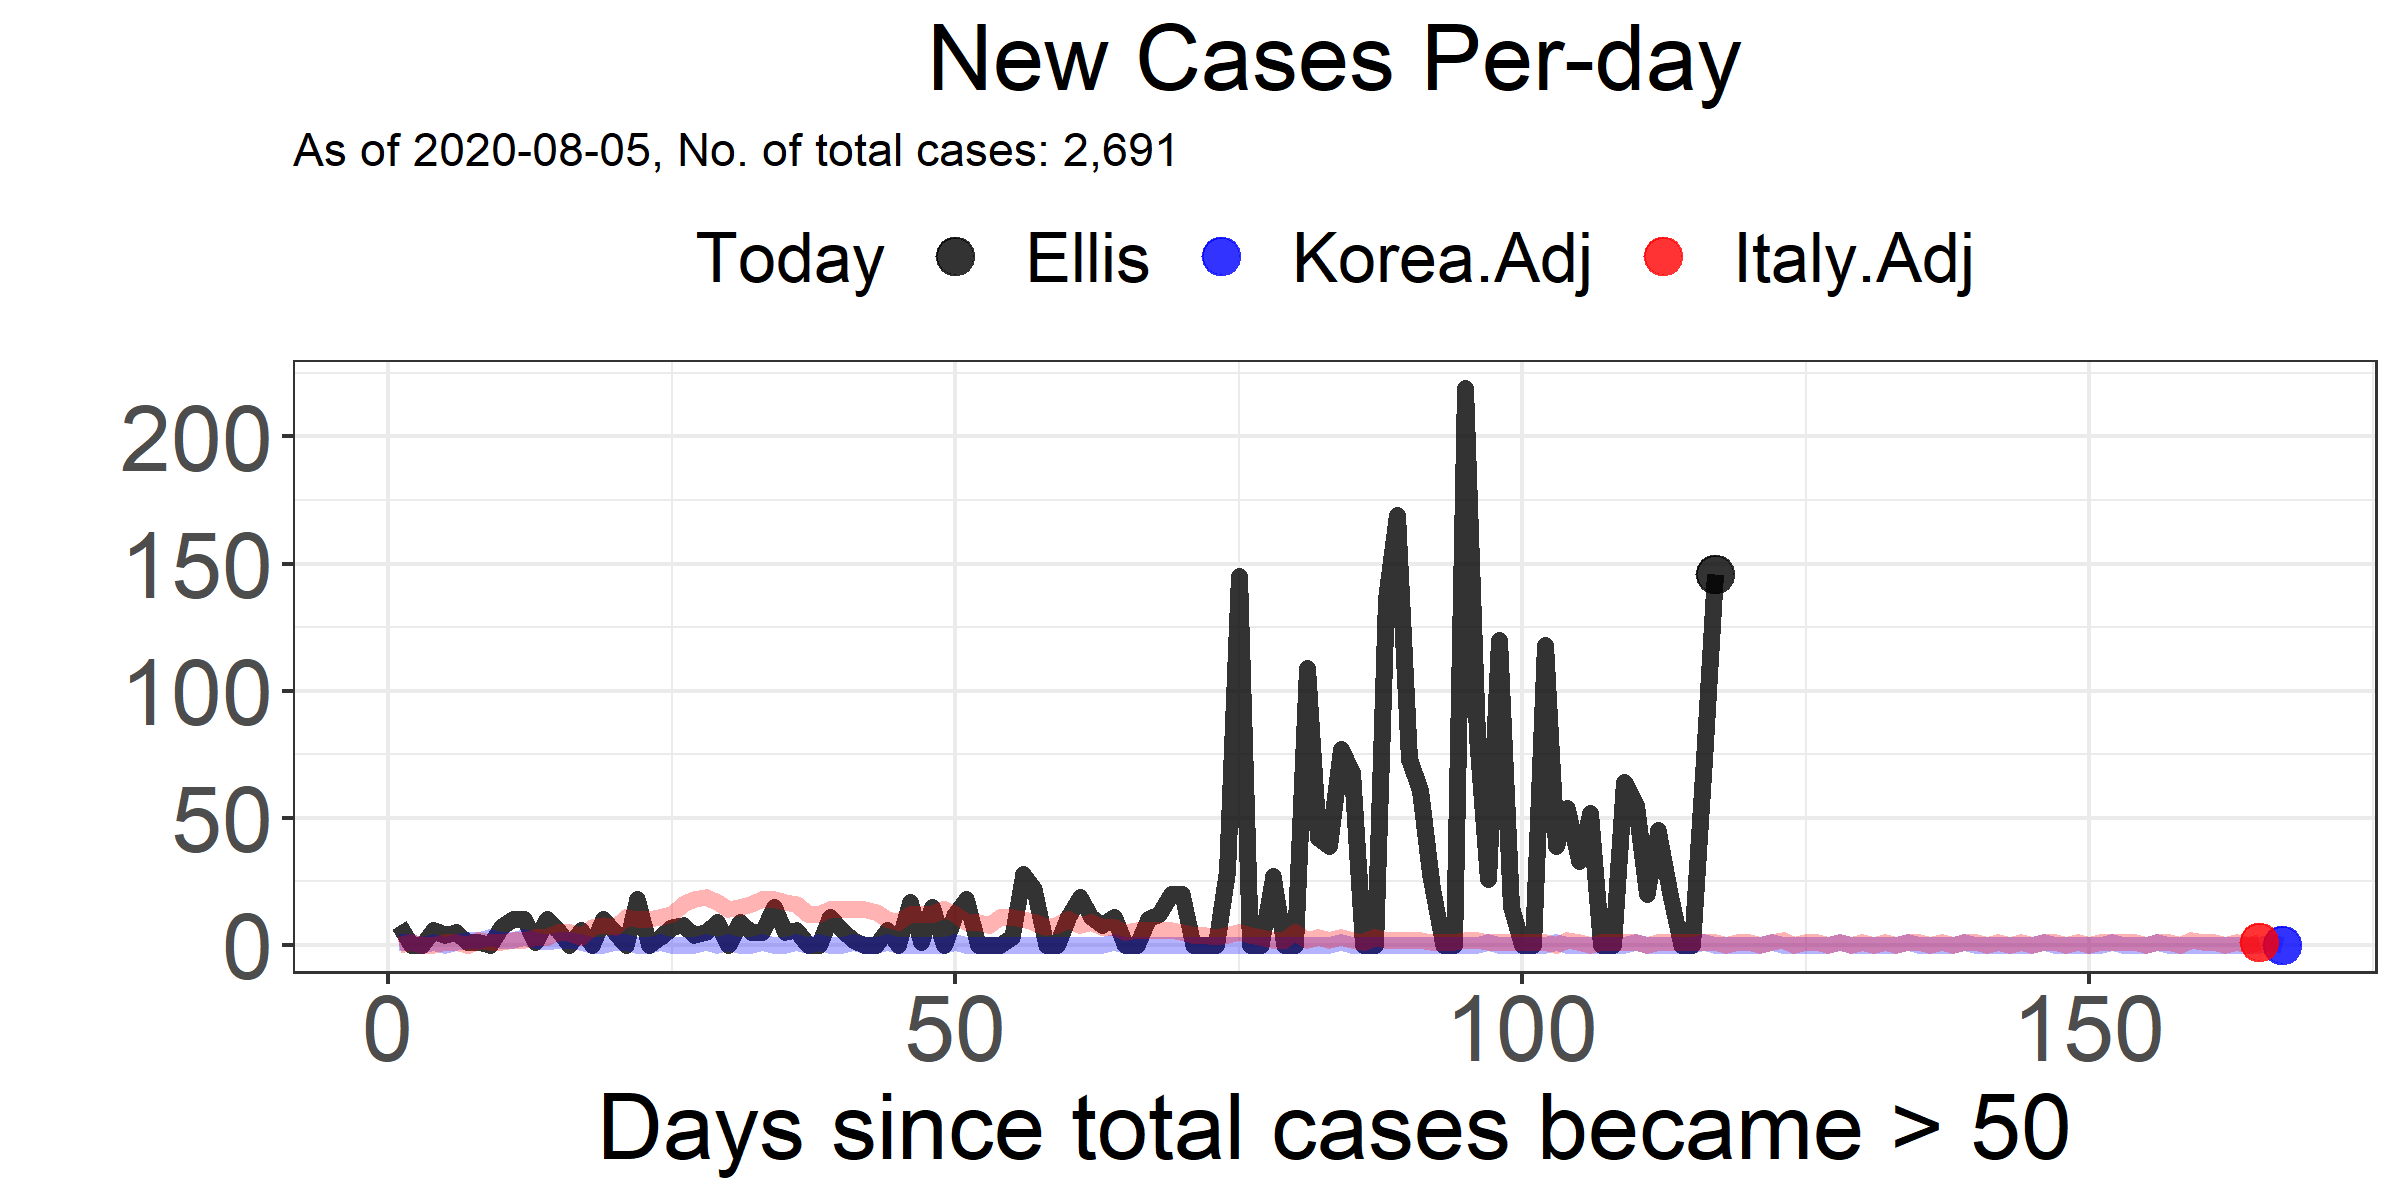 New Cases Per-day
As of 2020-08-05, No. of total cases: 2,691
Today Ellis Korea.Adj Italy.Adj
200
150
100
50
0
0 50 100 150
Days since total cases became > 50